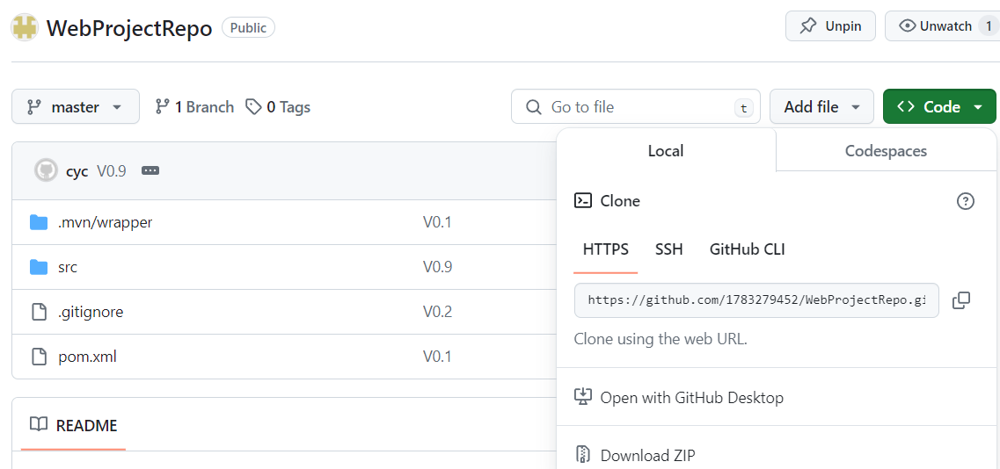 WebProjectRepo Public Unpin Unwatch 1
master 1 Branch 0 Tags Go to file t Add file Code
Local Codespaces
cyc V0.9
Clone
.mvn/wrapper V0.1
HTTPS SSH GitHub CLI
src V0.9
https://github.com/1783279452/WebProjectRepo.gi
.gitignore V0.2
Clone using the web URL.
pom.xml V0.1
Open with GitHub Desktop
README
Download ZIP